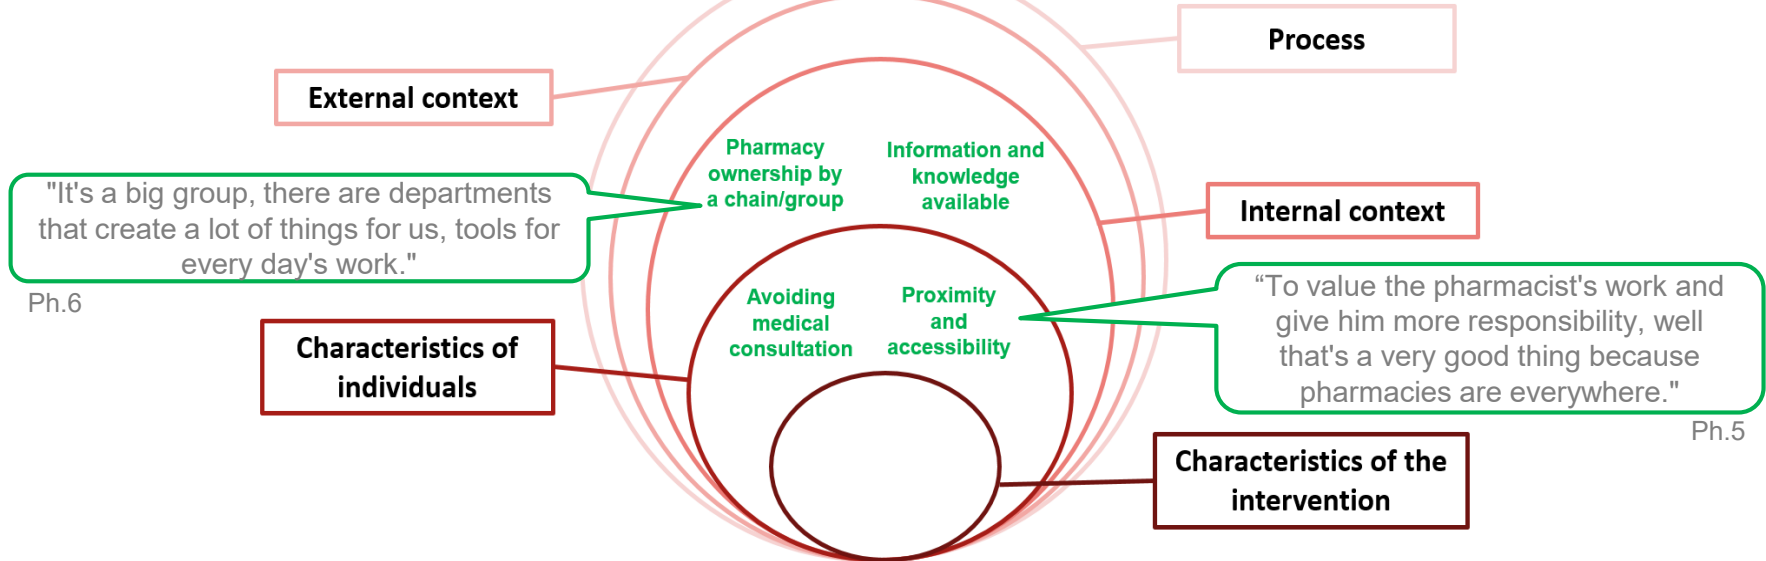 Process
External context
Pharmacy
ownership by
a chain/group
Information and
knowledge
available
"It's a big group, there are departments
that create a lot of things for us, tools for
every day's work."
Ph.6
Internal context
Avoiding
medical
consultation
Proximity
and
accessibility
“To value the pharmacist's work and
give him more responsibility, well
that's a very good thing because
pharmacies are everywhere."
Ph.5
Characteristics of
individuals
Characteristics of the
intervention